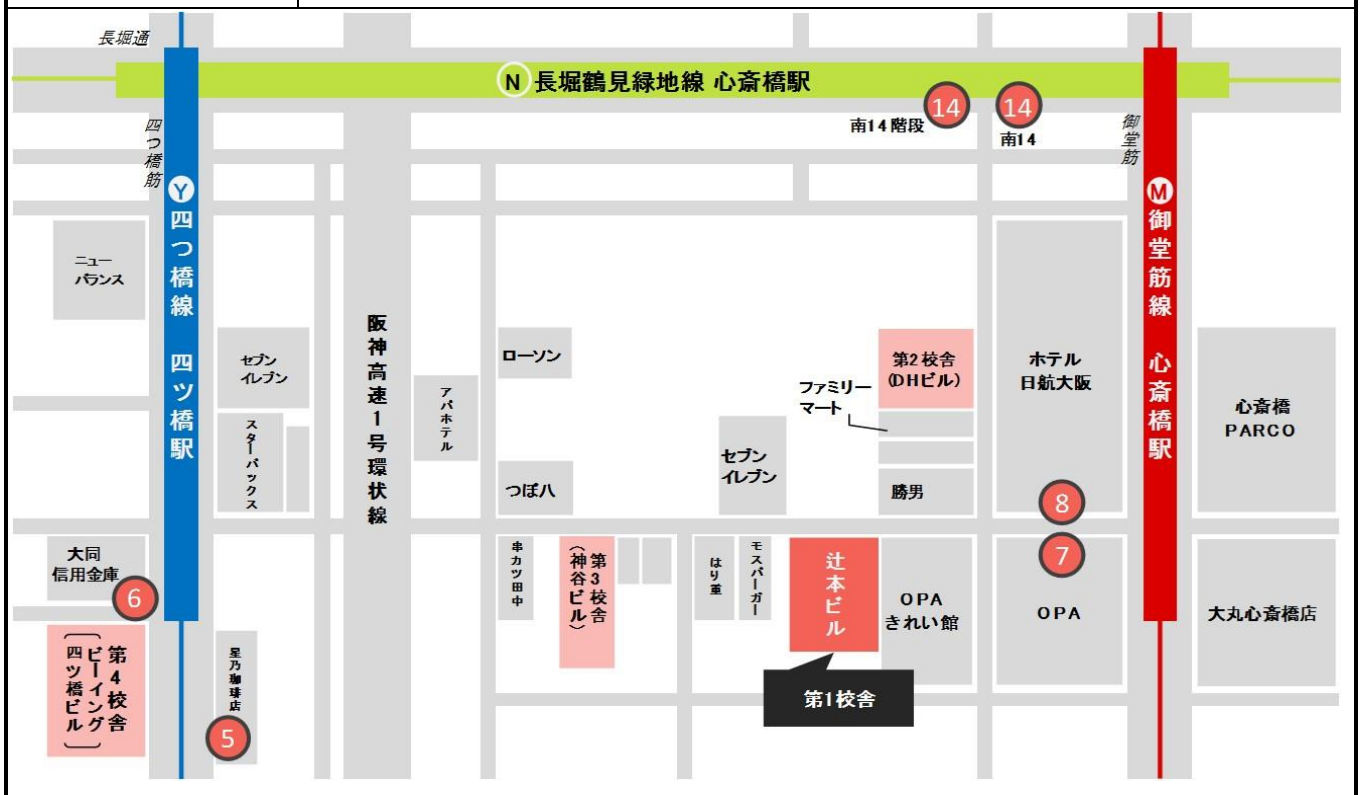 長堀通
N 長堀鶴見緑地線 心斎橋駅
14
14
南14階段
南14
四つ橋筋
御堂筋
Y 四つ橋線 四ツ橋駅
M 御堂筋線 心斎橋駅
ニュー
バランス
セブン
イレブン
スターバックス
阪神高速1号環状線
アパホテル
ローソン
つぼ八
セブン
イレブン
ファミリー
マート
第2校舎
(DHビル)
勝男
ホテル
日航大阪
8
心斎橋
PARCO
大同
信用金庫
6
第4校舎
ビーイング
四ツ橋ビル
星乃珈琲店
5
串カツ田中
第3校舎
(神谷ビル)
はり重
モスバーガー
辻本ビル
第1校舎
OPA
きれい館
7
OPA
大丸心斎橋店